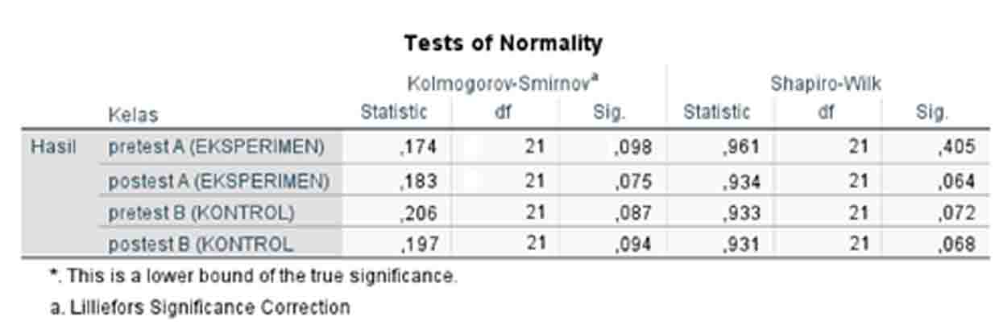 Tests of Normality
Kolmogorov-Smirnovᵃ Shapiro-Wilk
Kelas Statistic df Sig. Statistic df Sig.
Hasil pretest A (EKSPERIMEN) ,174 21 ,098 ,961 21 ,405
postest A (EKSPERIMEN) ,183 21 ,075 ,934 21 ,064
pretest B (KONTROL) ,206 21 ,087 ,933 21 ,072
postest B (KONTROL ,197 21 ,094 ,931 21 ,068
*. This is a lower bound of the true significance.
a. Lilliefors Significance Correction